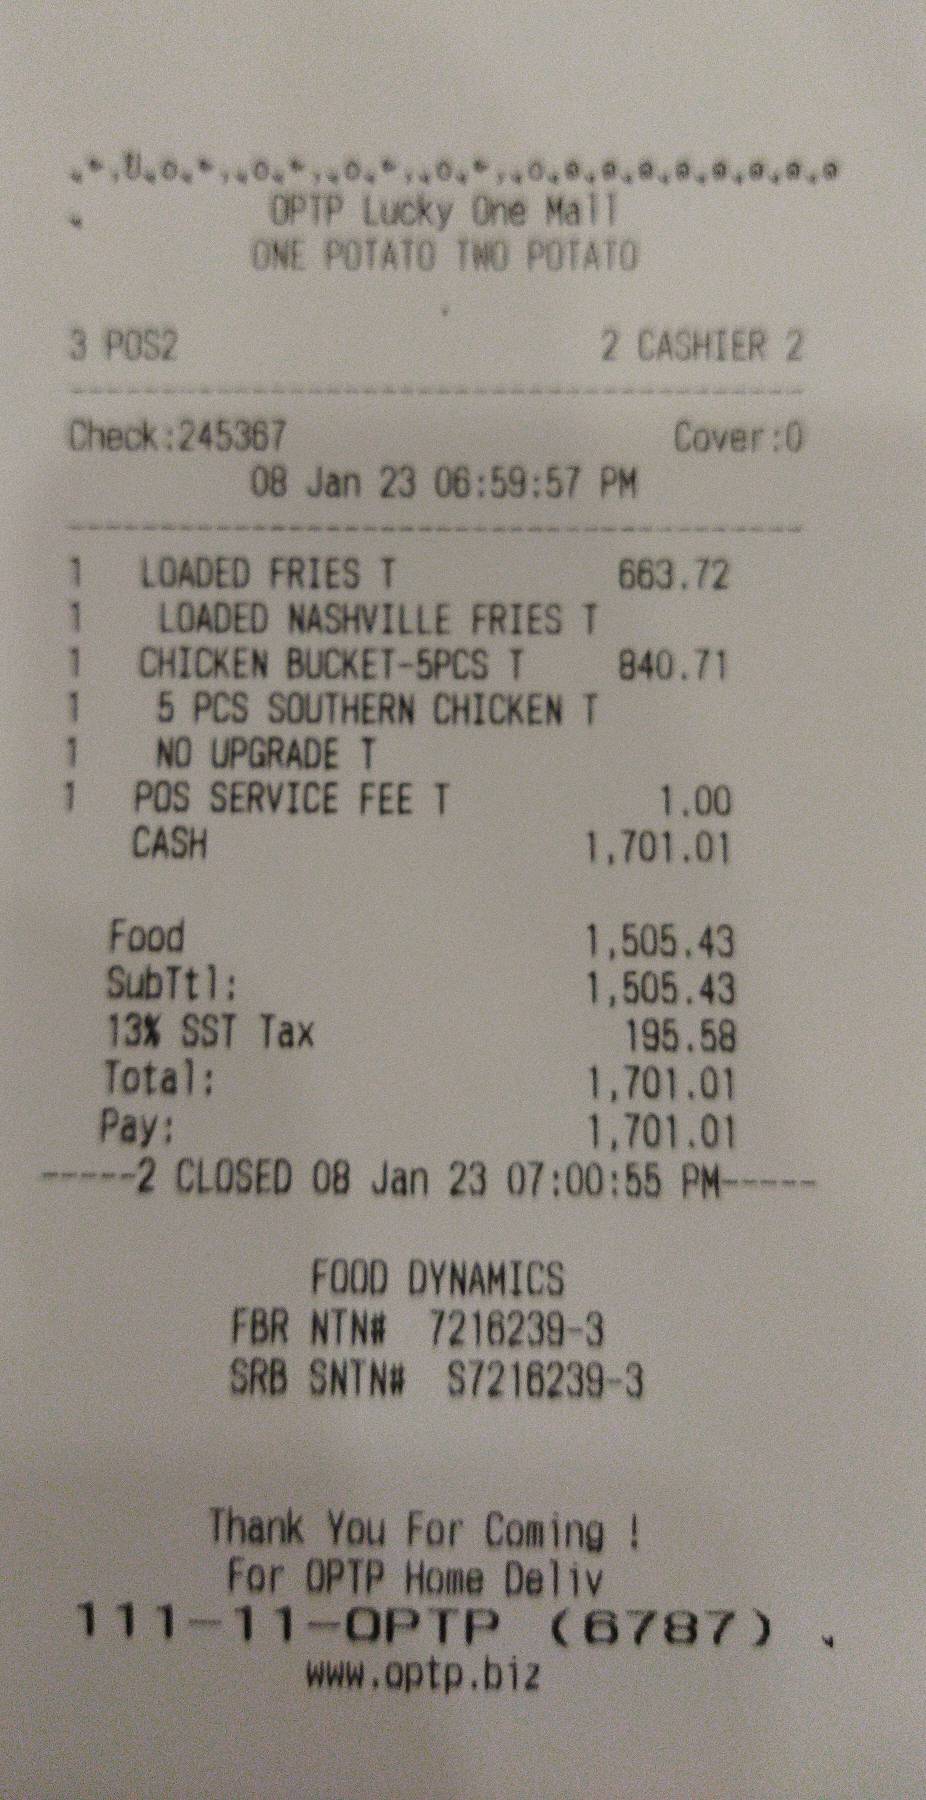 OPTP Lucky One Mall
ONE POTATO TWO POTATO
3 POS2 2 CASHIER 2
Check:245367 Cover:0
08 Jan 23 06:59:57 PM
1 LOADED FRIES T 663.72
1 LOADED NASHVILLE FRIES T
1 CHICKEN BUCKET-5PCS T 840.71
1 5 PCS SOUTHERN CHICKEN T
1 NO UPGRADE T
1 POS SERVICE FEE T 1.00
CASH 1,701.01
Food 1,505.43
SubTtl: 1,505.43
13% SST Tax 195.58
Total: 1,701.01
Pay: 1,701.01
-----2 CLOSED 08 Jan 23 07:00:55 PM-----
FOOD DYNAMICS
FBR NTN# 7216239-3
SRB SNTN# S7216239-3
Thank You For Coming !
For OPTP Home Deliv
111-11-OPTP (6787) .
www.optp.biz